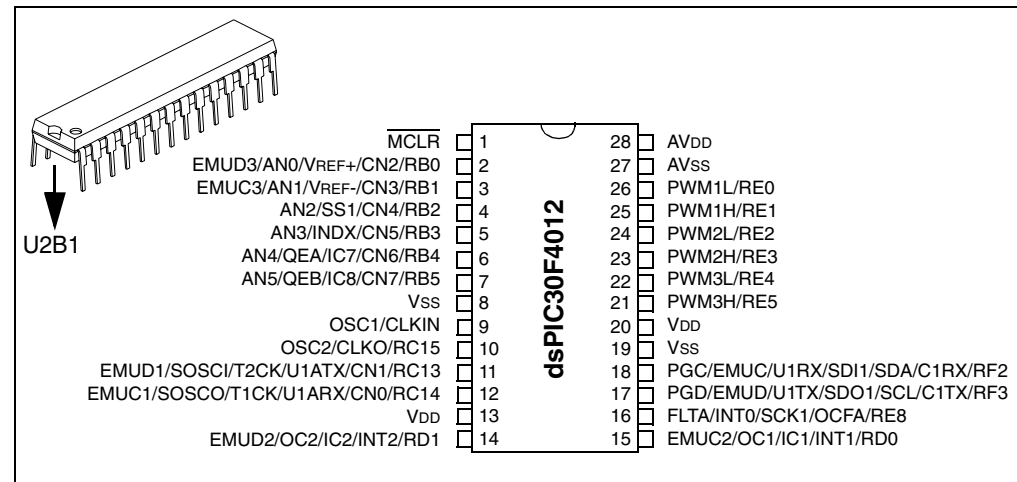 U2B1
MCLR 1
EMUD3/AN0/VREF+/CN2/RB0 2
EMUC3/AN1/VREF-/CN3/RB1 3
AN2/SS1/CN4/RB2 4
AN3/INDX/CN5/RB3 5
AN4/QEA/IC7/CN6/RB4 6
AN5/QEB/IC8/CN7/RB5 7
VSS 8
OSC1/CLKIN 9
OSC2/CLKO/RC15 10
EMUD1/SOSCI/T2CK/U1ATX/CN1/RC13 11
EMUC1/SOSCO/T1CK/U1ARX/CN0/RC14 12
VDD 13
EMUD2/OC2/IC2/INT2/RD1 14
dsPIC30F4012
28 AVDD
27 AVSS
26 PWM1L/RE0
25 PWM1H/RE1
24 PWM2L/RE2
23 PWM2H/RE3
22 PWM3L/RE4
21 PWM3H/RE5
20 VDD
19 VSS
18 PGC/EMUC/U1RX/SDI1/SDA/C1RX/RF2
17 PGD/EMUD/U1TX/SDO1/SCL/C1TX/RF3
16 FLTA/INT0/SCK1/OCFA/RE8
15 EMUC2/OC1/IC1/INT1/RD0